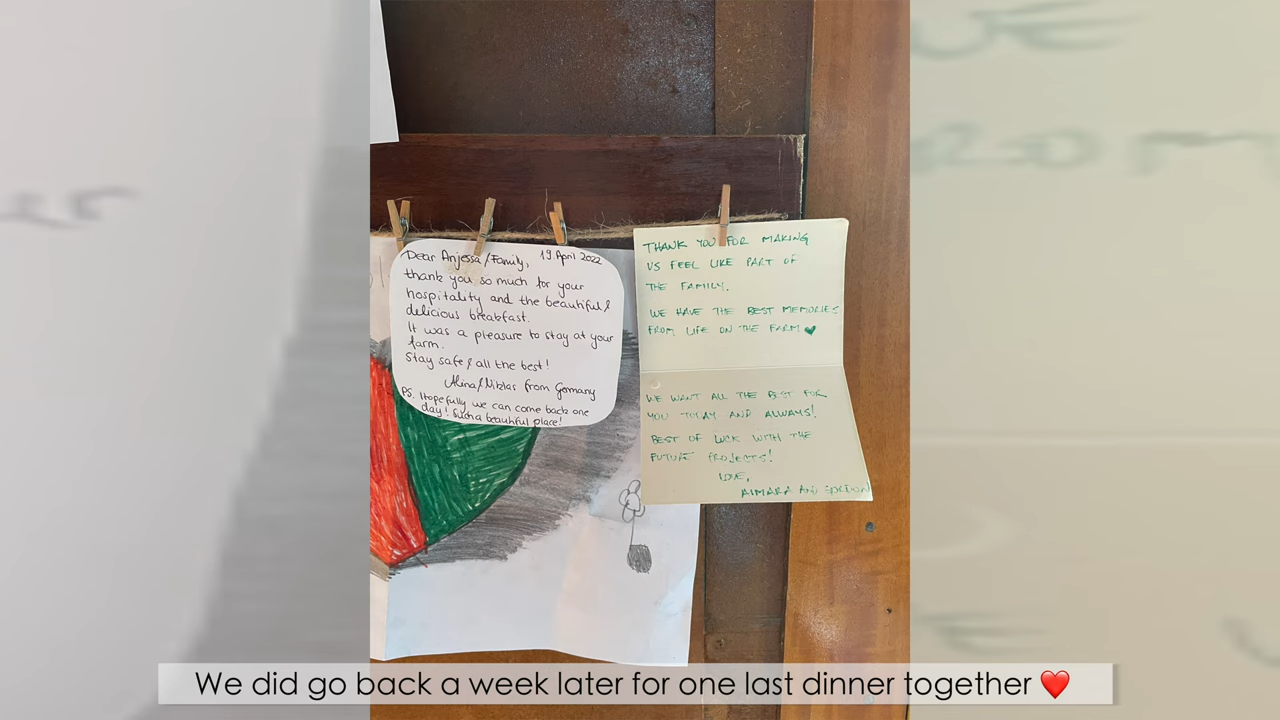 Dear Anjessa/Family, 19 April 2022
thank you so much for your
hospitality and the beautiful &
delicious breakfast.
It was a pleasure to stay at your
farm.
Stay safe & all the best!
Alina/Niklas from Germany
PS. Hopefully we can come back one
day! Such a beautiful place!
THANK YOU FOR MAKING
US FEEL LIKE PART OF
THE FAMILY.
WE HAVE THE BEST MEMORIES
FROM LIFE ON THE FARM ♥
WE WANT ALL THE BEST FOR
YOU TODAY AND ALWAYS!
BEST OF LUCK WITH THE
FUTURE PROJECTS!
LOVE,
AIMARA AND GORDON
We did go back a week later for one last dinner together ❤️